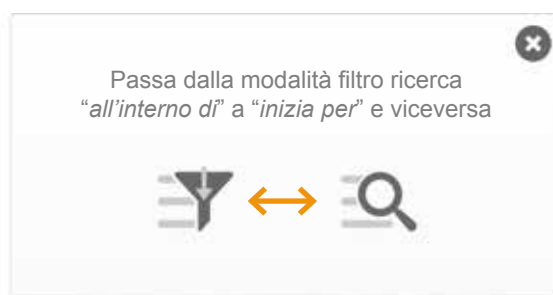 Passa dalla modalità filtro ricerca
“all’interno di” a “inizia per” e viceversa